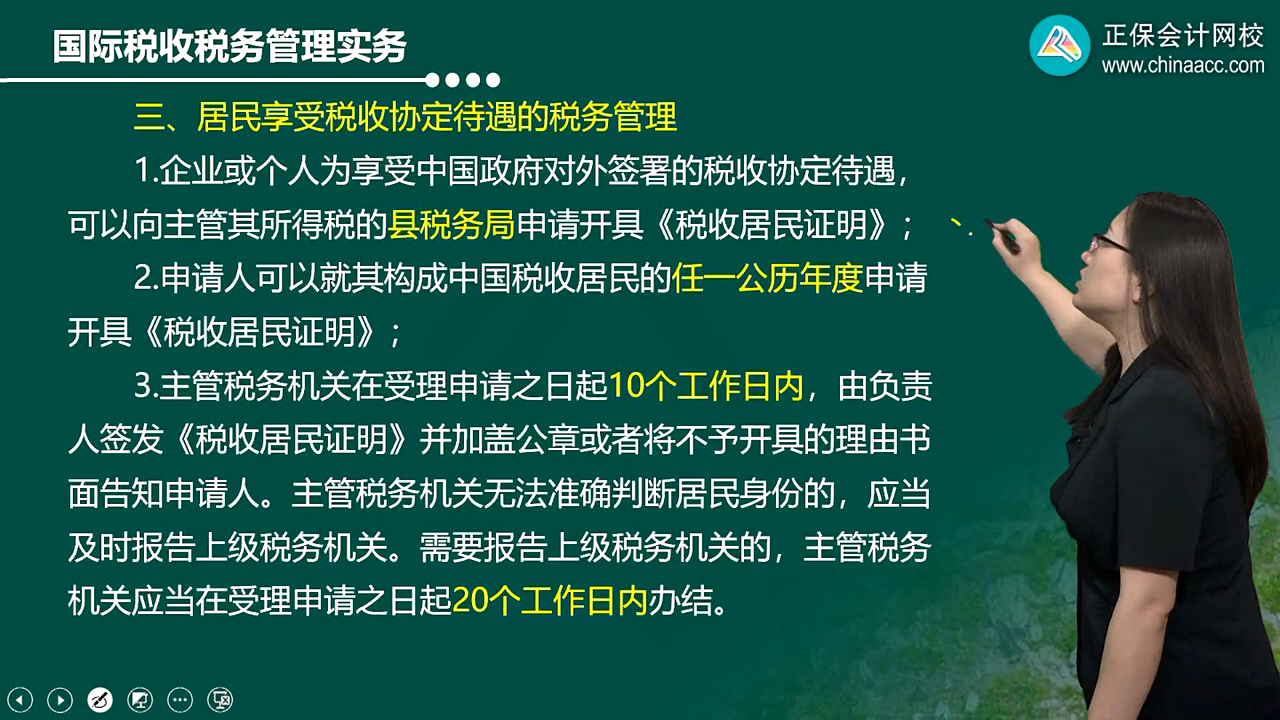 国际税收税务管理实务
正保会计网校
www.chinaacc.com
三、居民享受税收协定待遇的税务管理
1.企业或个人为享受中国政府对外签署的税收协定待遇，
可以向主管其所得税的县税务局申请开具《税收居民证明》；
2.申请人可以就其构成中国税收居民的任一公历年度申请
开具《税收居民证明》；
3.主管税务机关在受理申请之日起10个工作日内，由负责
人签发《税收居民证明》并加盖公章或者将不予开具的理由书
面告知申请人。主管税务机关无法准确判断居民身份的，应当
及时报告上级税务机关。需要报告上级税务机关的，主管税务
机关应当在受理申请之日起20个工作日内办结。